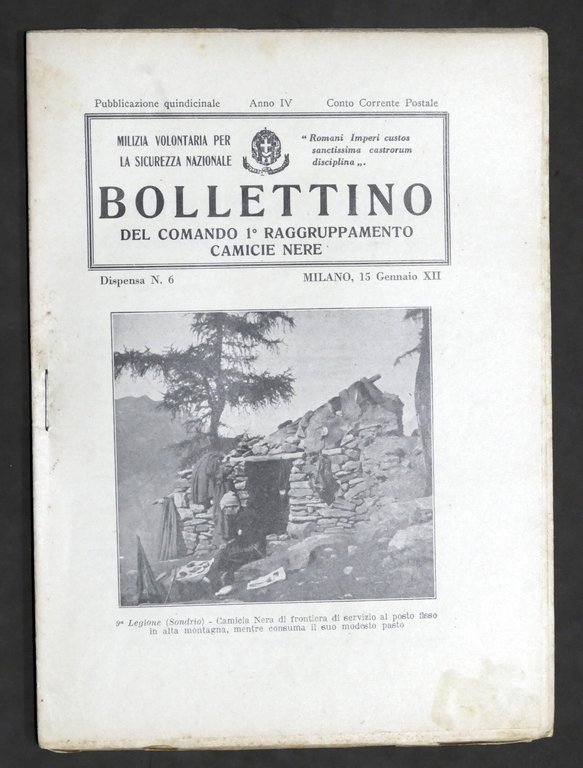 Pubblicazione quindicinale Anno IV Conto Corrente Postale
MILIZIA VOLONTARIA PER
LA SICUREZZA NAZIONALE
" Romani Imperi custos
sanctissima castrorum
disciplina „.
BOLLETTINO
DEL COMANDO 1º RAGGRUPPAMENTO
CAMICIE NERE
Dispensa N. 6 MILANO, 15 Gennaio XII
9ª Legione (Sondrio) - Camicia Nera di frontiera di servizio al posto fisso
in alta montagna, mentre consuma il suo modesto pasto